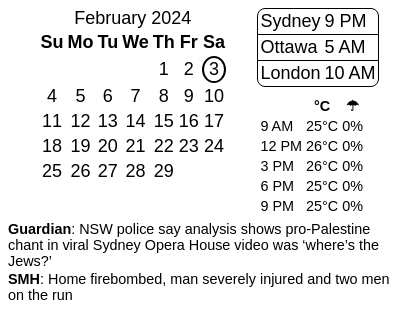 February 2024
Su Mo Tu We Th Fr Sa
1 2 3
4 5 6 7 8 9 10
11 12 13 14 15 16 17
18 19 20 21 22 23 24
25 26 27 28 29
Sydney 9 PM
Ottawa 5 AM
London 10 AM
°C ☂
9 AM 25°C 0%
12 PM 26°C 0%
3 PM 26°C 0%
6 PM 25°C 0%
9 PM 25°C 0%
Guardian: NSW police say analysis shows pro-Palestine
chant in viral Sydney Opera House video was ‘where’s the
Jews?’
SMH: Home firebombed, man severely injured and two men
on the run